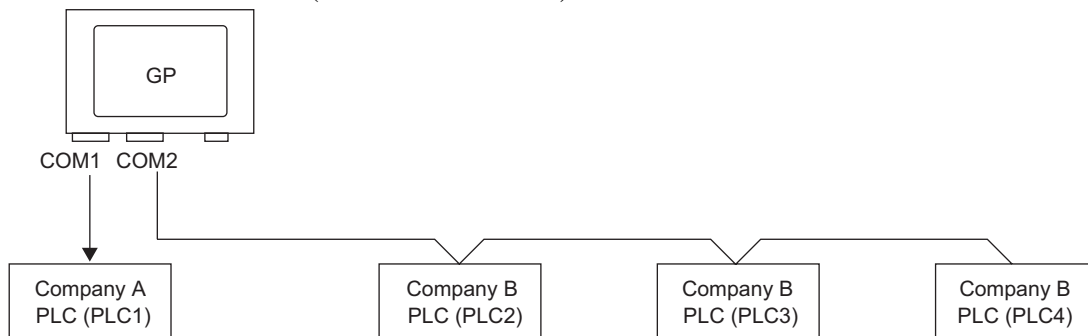 GP
COM1 COM2
Company A
PLC (PLC1)
Company B
PLC (PLC2)
Company B
PLC (PLC3)
Company B
PLC (PLC4)